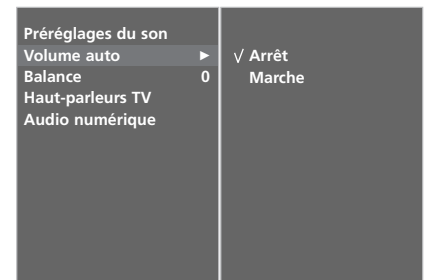 Préréglages du son
Volume auto ► √ Arrêt
Balance 0 Marche
Haut-parleurs TV
Audio numérique